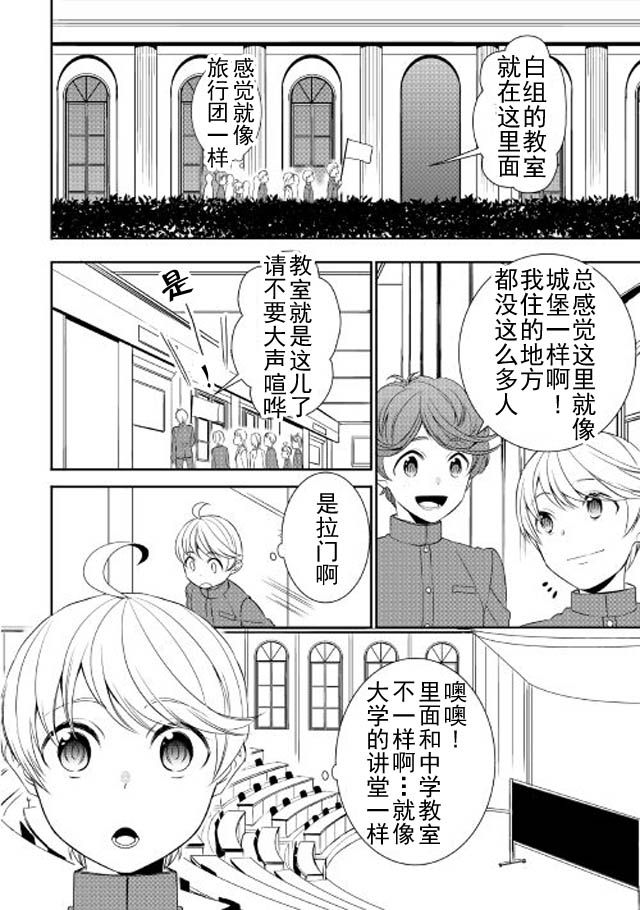 白组的教室
就在这里面
感觉就像
旅行团一样
总感觉这里就像
城堡一样啊！
我住的地方
都没这么多人
教室就是这儿了
请不要大声喧哗
是──！
是拉门啊
噢噢！
里面和中学教室
不一样啊…就像
大学的讲堂一样